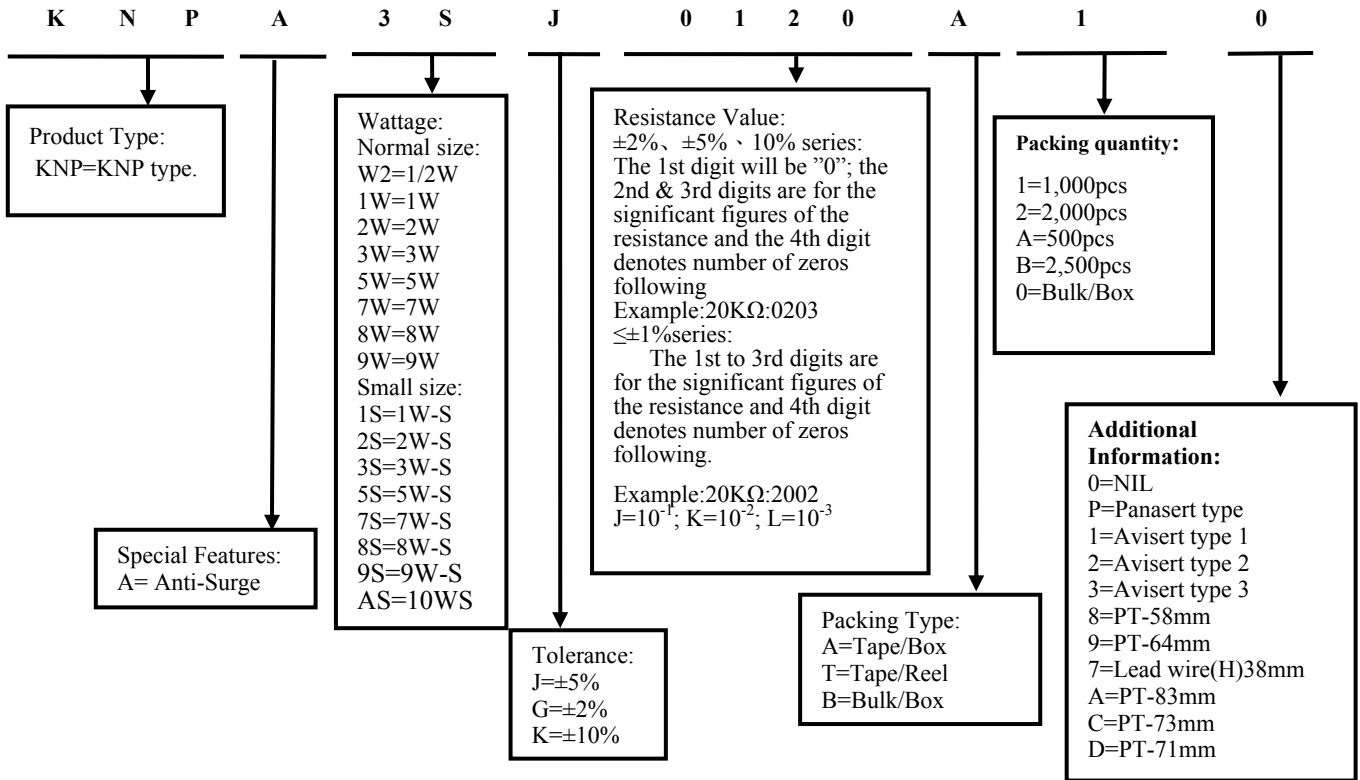 K N P A 3 S J 0 1 2 0 A 1 0
Product Type:
KNP=KNP type.
Special Features:
A= Anti-Surge
Wattage:
Normal size:
W2=1/2W
1W=1W
2W=2W
3W=3W
5W=5W
7W=7W
8W=8W
9W=9W
Small size:
1S=1W-S
2S=2W-S
3S=3W-S
5S=5W-S
7S=7W-S
8S=8W-S
9S=9W-S
AS=10WS
Tolerance:
J=±5%
G=±2%
K=±10%
Resistance Value:
±2%、±5%、10% series:
The 1st digit will be ”0”; the
2nd & 3rd digits are for the
significant figures of the
resistance and the 4th digit
denotes number of zeros
following
Example:20KΩ:0203
≤±1%series:
The 1st to 3rd digits are
for the significant figures of
the resistance and 4th digit
denotes number of zeros
following.
Example:20KΩ:2002
J=10⁻¹; K=10⁻²; L=10⁻³
Packing Type:
A=Tape/Box
T=Tape/Reel
B=Bulk/Box
Packing quantity:
1=1,000pcs
2=2,000pcs
A=500pcs
B=2,500pcs
0=Bulk/Box
Additional
Information:
0=NIL
P=Panasert type
1=Avisert type 1
2=Avisert type 2
3=Avisert type 3
8=PT-58mm
9=PT-64mm
7=Lead wire(H)38mm
A=PT-83mm
C=PT-73mm
D=PT-71mm